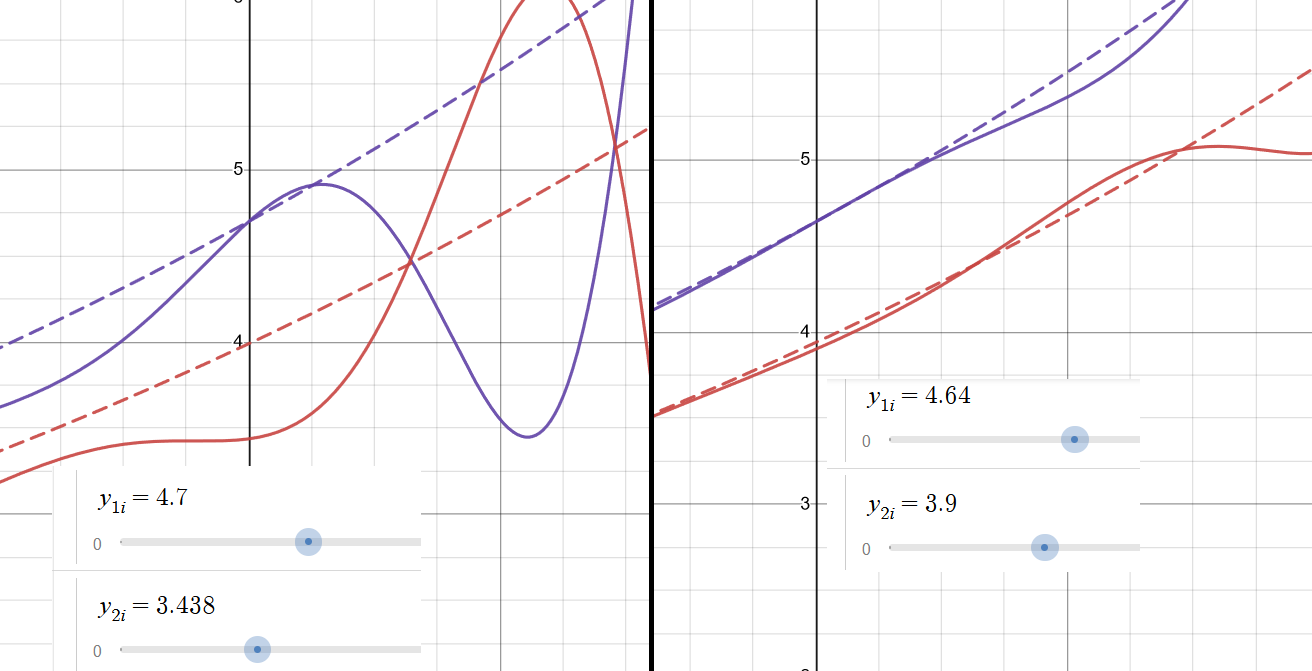 5
4
y₁ᵢ = 4.7
0
y₂ᵢ = 3.438
0
5
4
y₁ᵢ = 4.64
0
3
y₂ᵢ = 3.9
0